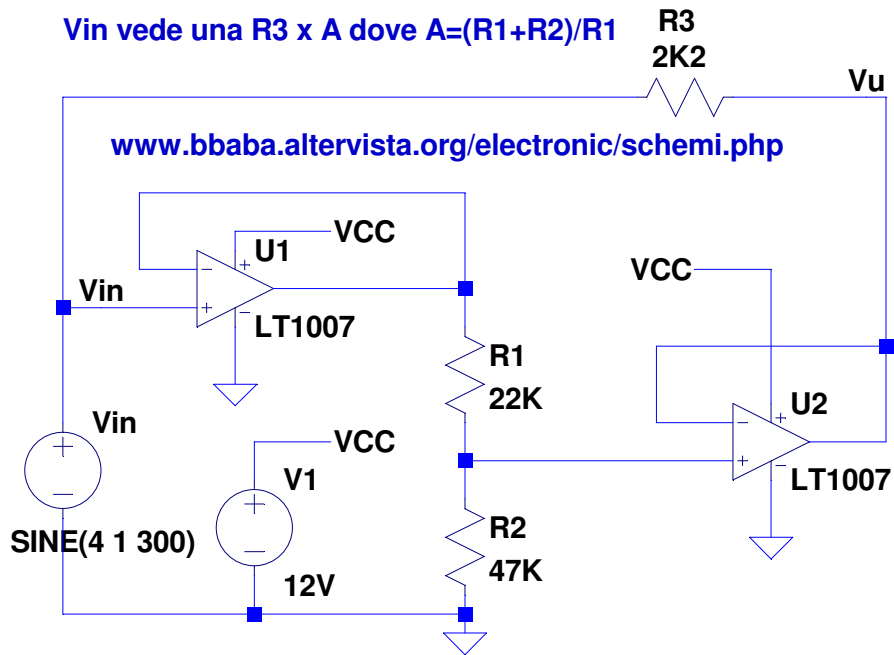 Vin vede una R3 x A dove A=(R1+R2)/R1
R3
2K2
Vu
www.bbaba.altervista.org/electronic/schemi.php
VCC
U1
Vin
LT1007
VCC
R1
22K
U2
LT1007
Vin
VCC
V1
SINE(4 1 300)
12V
R2
47K